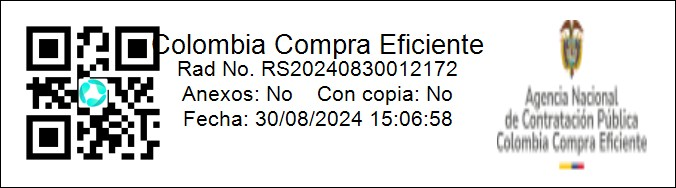 Colombia Compra Eficiente
Rad No. RS20240830012172
Anexos: No Con copia: No
Fecha: 30/08/2024 15:06:58
Agencia Nacional
de Contratación Pública
Colombia Compra Eficiente